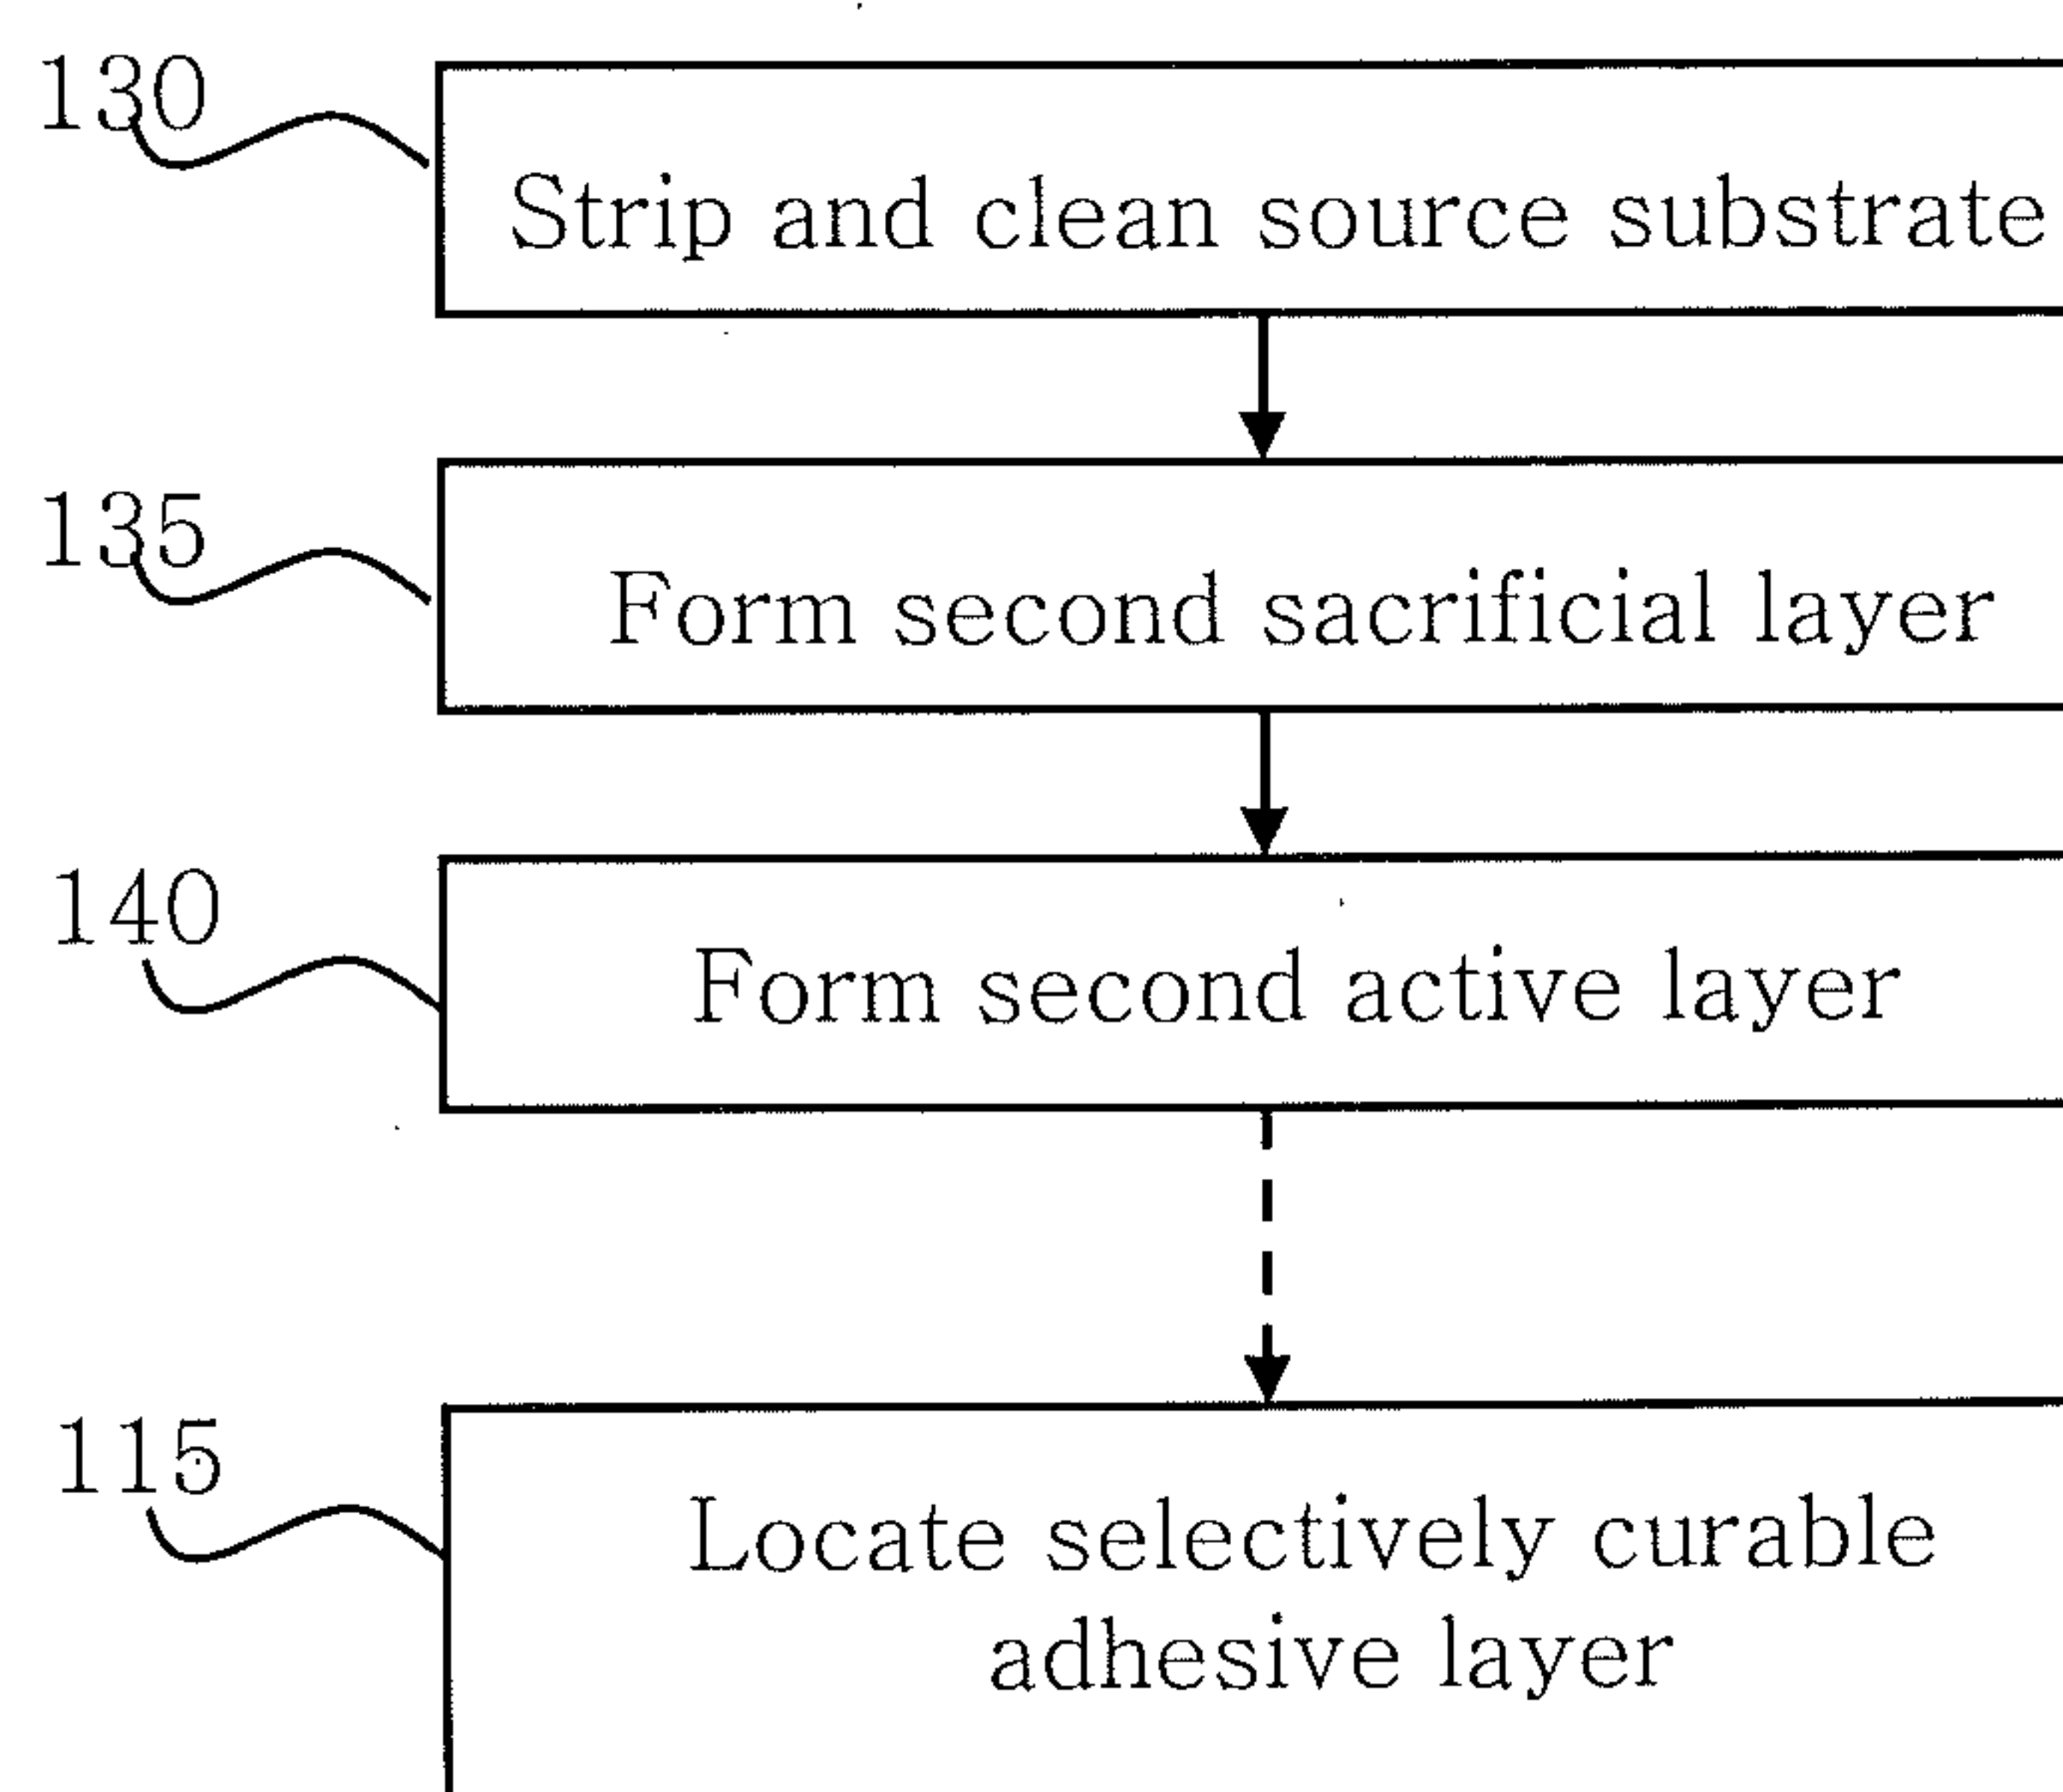 130
Strip and clean source substrate
135
Form second sacrificial layer
140
Form second active layer
115
Locate selectively curable
adhesive layer